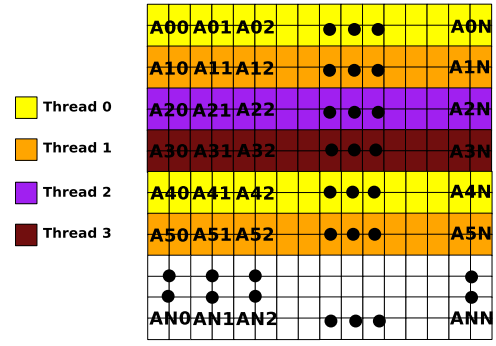 A00 A01 A02 A0N
A10 A11 A12 A1N
Thread 0
A20 A21 A22 A2N
Thread 1
A30 A31 A32 A3N
Thread 2
A40 A41 A42 A4N
Thread 3
A50 A51 A52 A5N
AN0 AN1 AN2 ANN